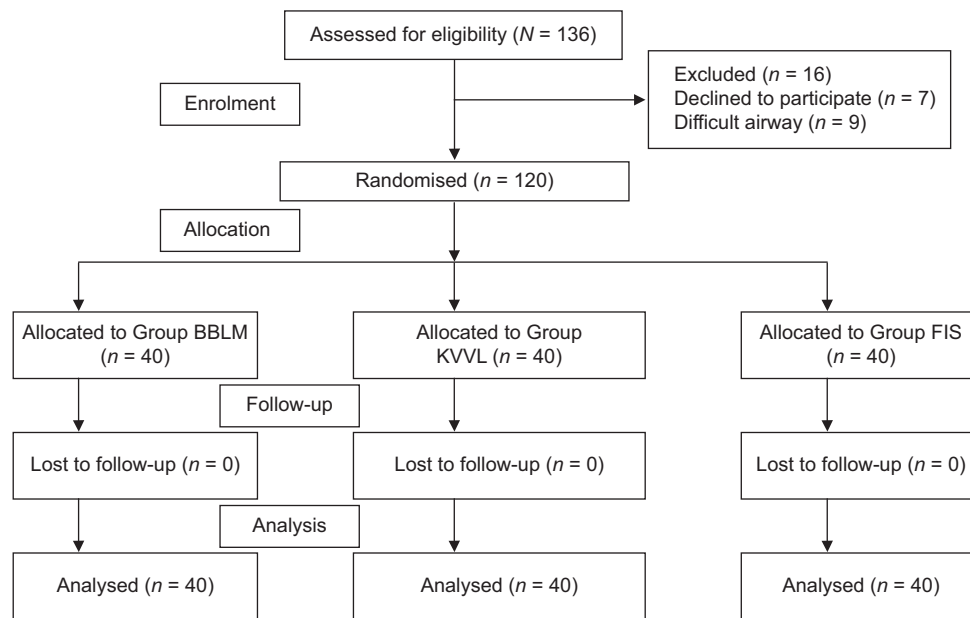 Assessed for eligibility (N = 136)
Excluded (n = 16)
Declined to participate (n = 7)
Difficult airway (n = 9)
Enrolment
Randomised (n = 120)
Allocation
Allocated to Group BBLM
(n = 40)
Allocated to Group
KVVL (n = 40)
Allocated to Group FIS
(n = 40)
Follow-up
Lost to follow-up (n = 0)
Lost to follow-up (n = 0)
Lost to follow-up (n = 0)
Analysis
Analysed (n = 40)
Analysed (n = 40)
Analysed (n = 40)